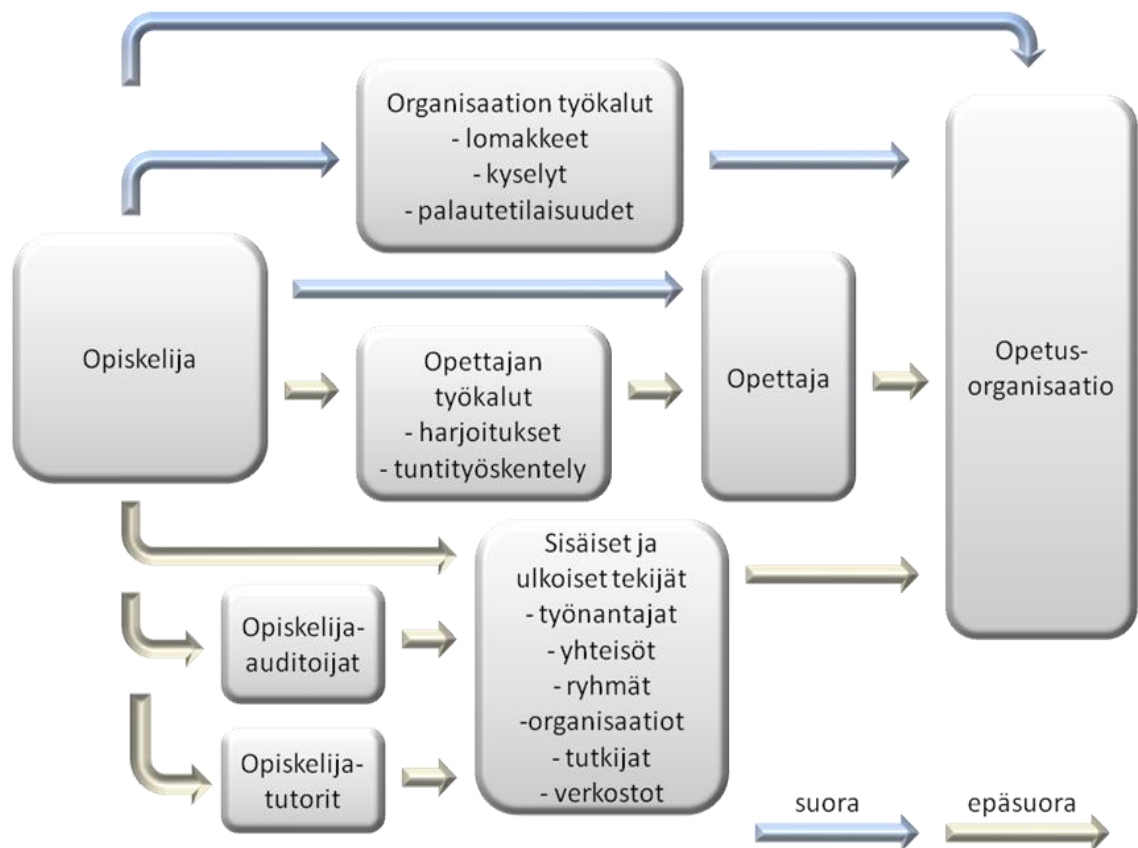 Organisaation työkalut
- lomakkeet
- kyselyt
- palautetilaisuudet
Opiskelija
Opettajan
työkalut
- harjoitukset
- tuntityöskentely
Opettaja
Opetus-
organisaatio
Opiskelija-
auditoijat
Opiskelija-
tutorit
Sisäiset ja
ulkoiset tekijät
- työnantajat
- yhteisöt
- ryhmät
-organisaatiot
- tutkijat
- verkostot
suora
epäsuora